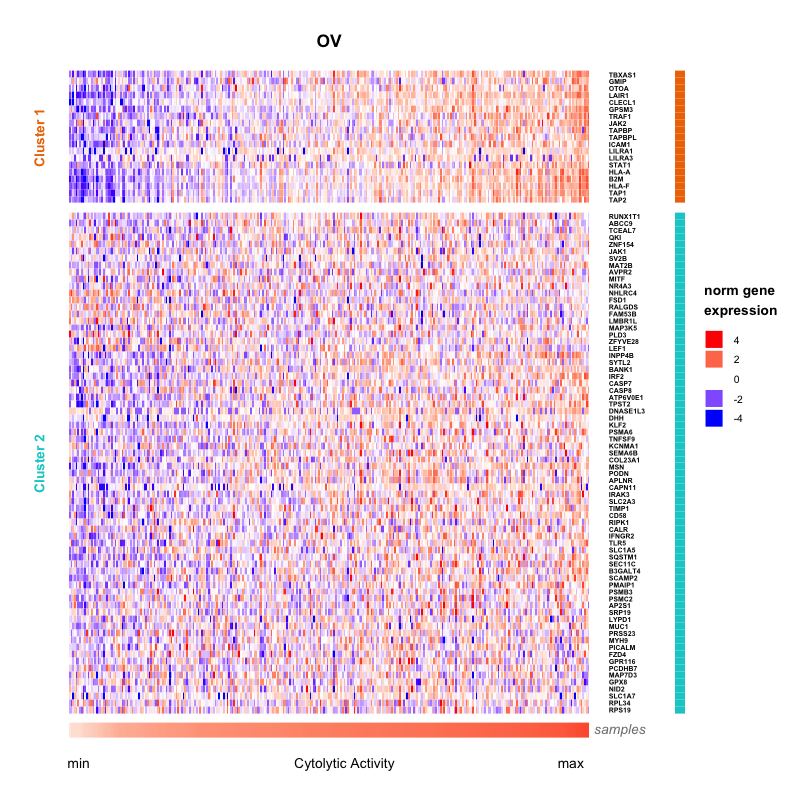 OV
Cluster 1
TBXAS1
GMIP
OTOA
LAIR1
CLECL1
GPSM3
TRAF1
JAK2
TAPBP
TAPBPL
ICAM1
LILRA1
LILRA3
STAT1
HLA-A
B2M
HLA-F
TAP1
TAP2
Cluster 2
RUNX1T1
ABCC9
TCEAL7
QKI
ZNF154
JAK1
SV2B
MAT2B
AVPR2
MITF
NR4A3
NHLRC4
FSD1
RALGDS
FAM53B
LMBR1L
MAP3K5
PLD3
ZFYVE28
LEF1
INPP4B
SYTL2
BANK1
IRF2
CASP7
CASP8
ATP6V0E1
TPST2
DNASE1L3
DHH
KLF2
PSMA6
TNFSF9
KCNMA1
SEMA6B
COL23A1
MSN
PODN
APLNR
CAPN11
IRAK3
SLC2A3
TIMP1
CD58
RIPK1
CALR
IFNGR2
TLR5
SLC1A5
SQSTM1
SEC11C
B3GALT4
SCAMP2
PMAIP1
PSMB3
PSMC2
AP2S1
SRP19
LYPD1
MUC1
PRSS23
MYH9
PICALM
FZD4
GPR116
PCDHB7
MAP7D3
GPX8
NID2
SLC1A7
RPL34
RPS19
norm gene
expression
4
2
0
-2
-4
samples
min Cytolytic Activity max